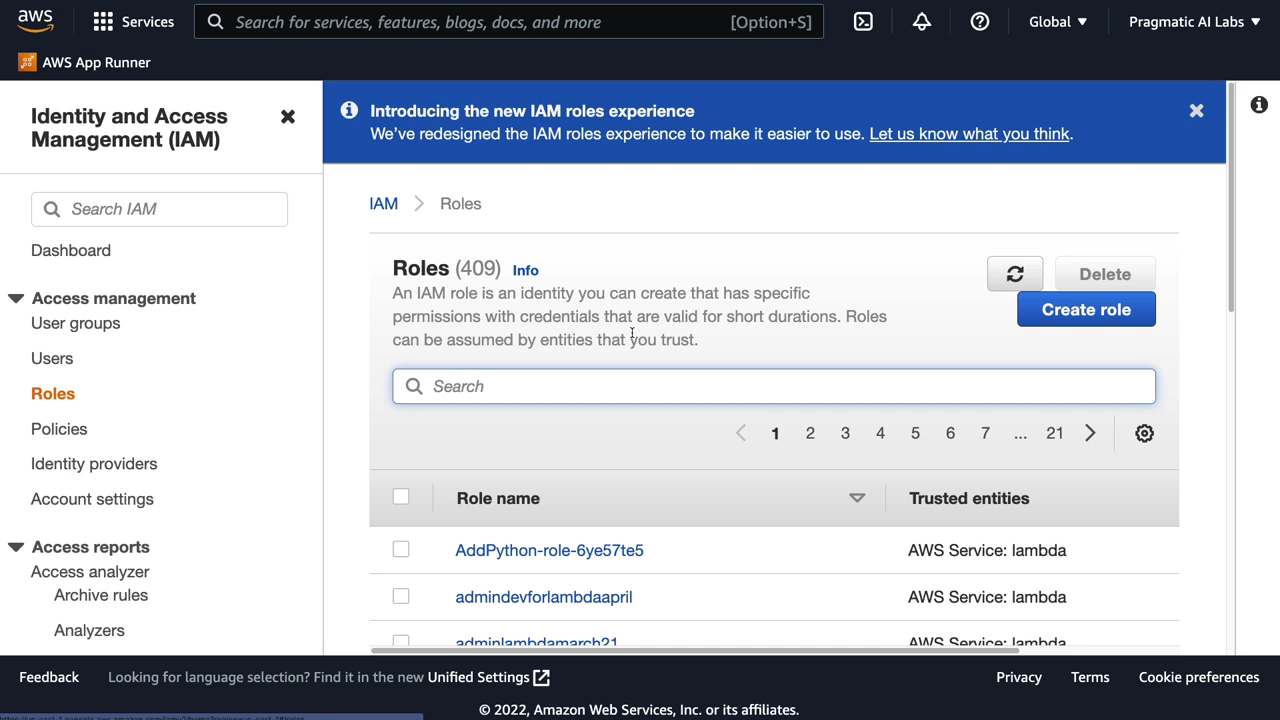 aws
Services
Search for services, features, blogs, docs, and more
[Option+S]
Global
Pragmatic AI Labs
AWS App Runner
Identity and Access
Management (IAM)
Search IAM
Dashboard
Access management
User groups
Users
Roles
Policies
Identity providers
Account settings
Access reports
Access analyzer
Archive rules
Analyzers
Introducing the new IAM roles experience
We've redesigned the IAM roles experience to make it easier to use. Let us know what you think.
IAM > Roles
Roles (409) Info
An IAM role is an identity you can create that has specific
permissions with credentials that are valid for short durations. Roles
can be assumed by entities that you trust.
Delete
Create role
Search
1 2 3 4 5 6 7 ... 21
Role name
Trusted entities
AddPython-role-6ye57te5
AWS Service: lambda
admindevforlambdaapril
AWS Service: lambda
adminlambdamarch21
AWS Service: lambda
Feedback
Looking for language selection? Find it in the new Unified Settings
Privacy
Terms
Cookie preferences
© 2022, Amazon Web Services, Inc. or its affiliates.